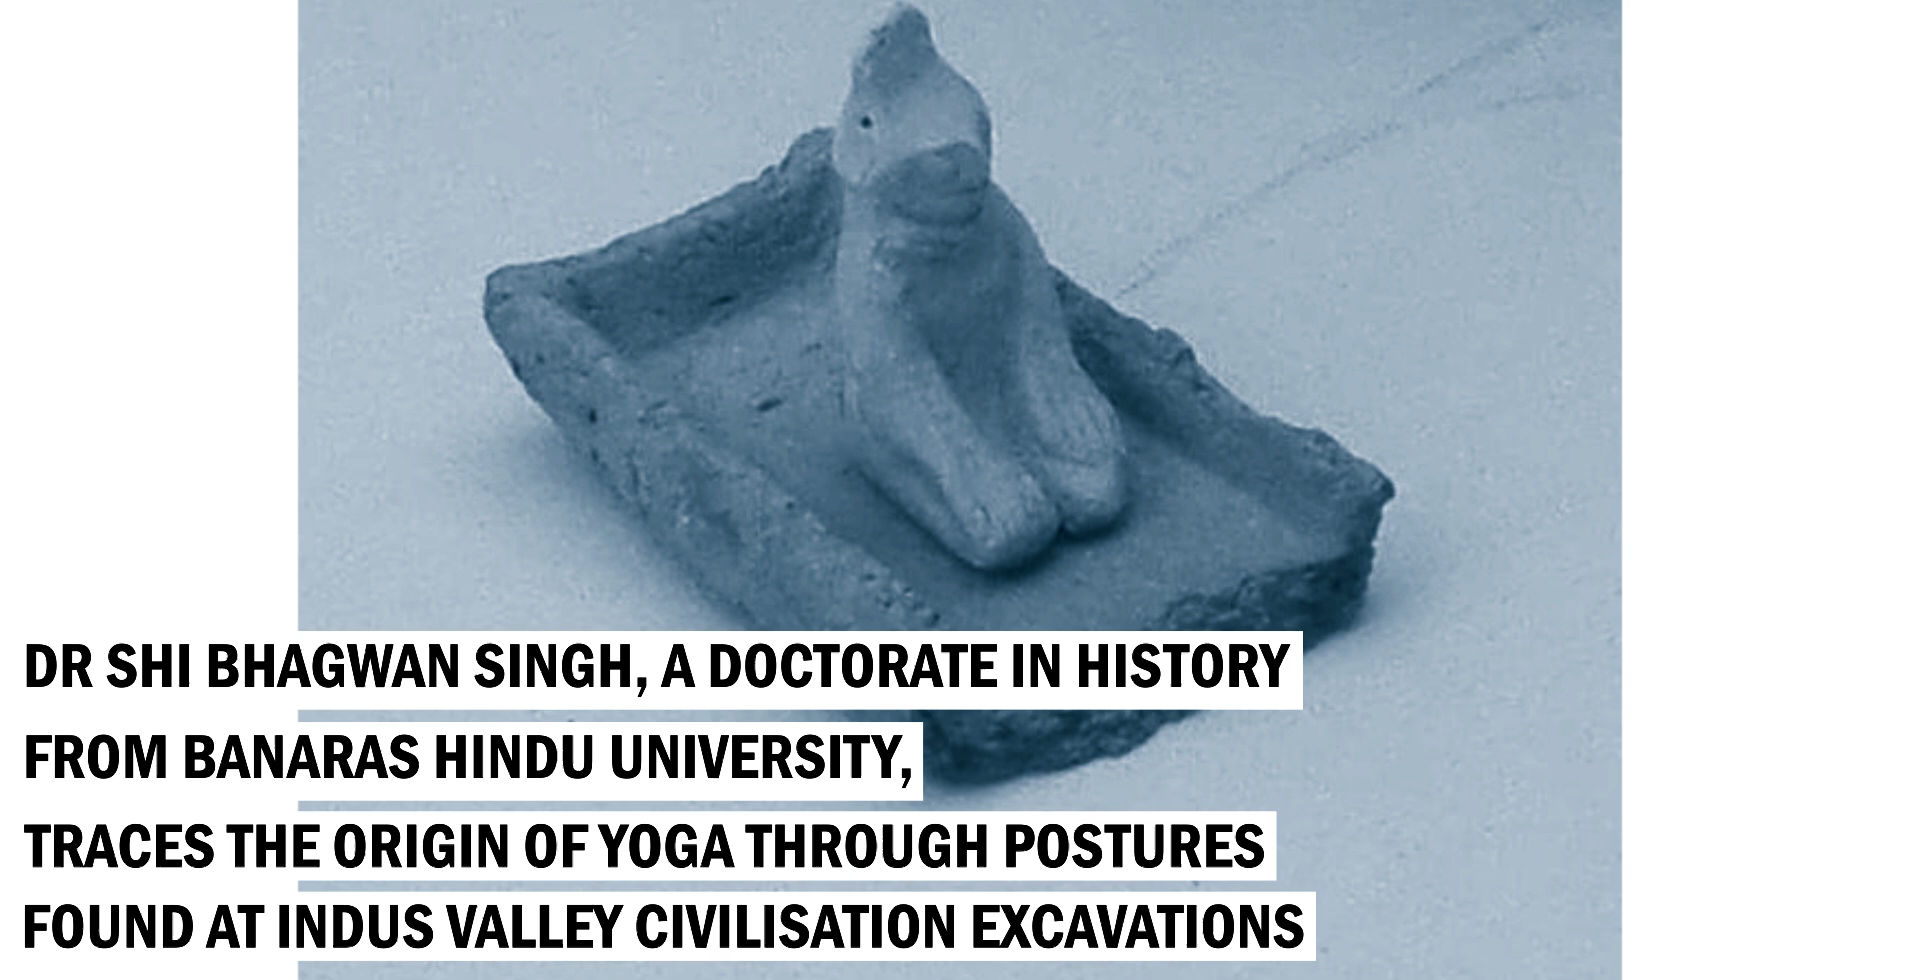 DR SHI BHAGWAN SINGH, A DOCTORATE IN HISTORY
FROM BANARAS HINDU UNIVERSITY,
TRACES THE ORIGIN OF YOGA THROUGH POSTURES
FOUND AT INDUS VALLEY CIVILISATION EXCAVATIONS